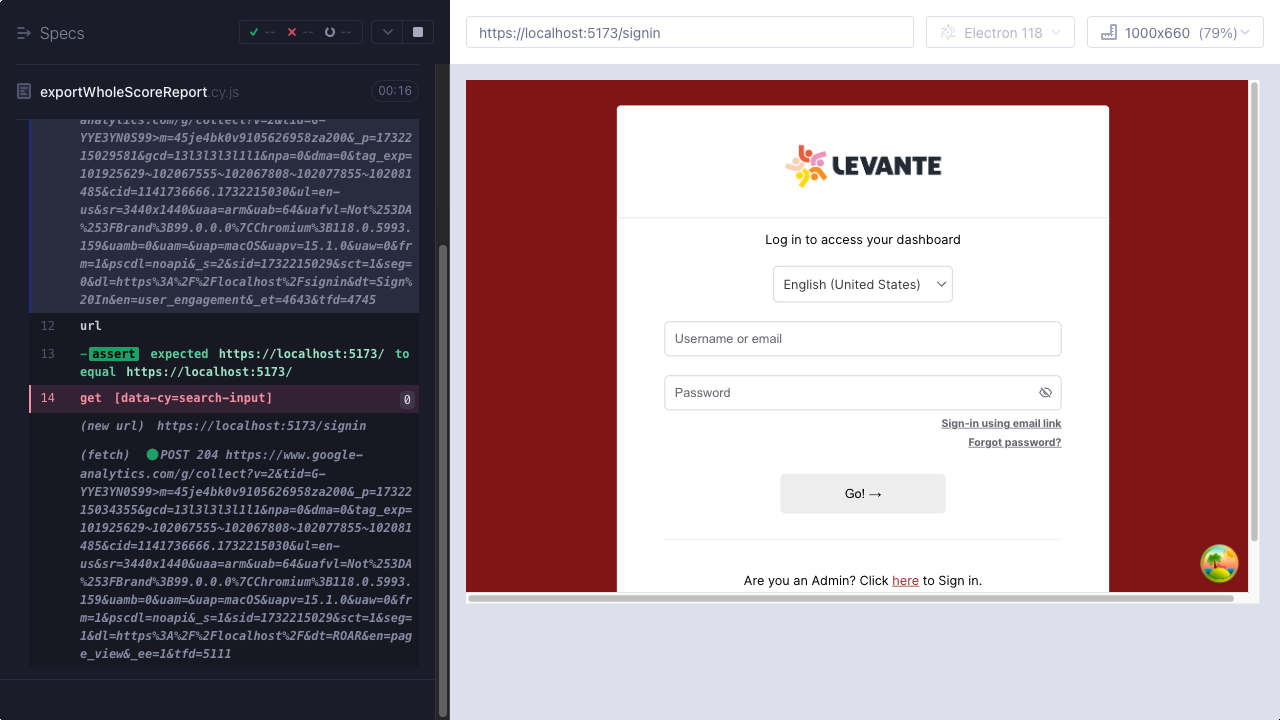 Specs
-- -- --
exportWholeScoreReport.cy.js
00:16
analytics.com/g/collect?v=2&tid=G-
YYE3YN0S99>m=45je4bk0v9105626958za200&_p=17322
15029581&gcd=13l3l3l3l1l1&npa=0&dma=0&tag_exp=
101925629~102067555~102067808~102077855~102081
485&cid=1141736666.1732215030&ul=en-
us&sr=3440x1440&uaa=arm&uab=64&uafvl=Not%253DA
%253FBrand%3B99.0.0.0%7CChromium%3B118.0.5993.
159&uamb=0&uam=&uap=macOS&uapv=15.1.0&uaw=0&fr
m=1&pscdl=noapi&_s=2&sid=1732215029&sct=1&seg=
0&dl=https%3A%2F%2Flocalhost%2Fsignin&dt=Sign%
20In&en=user_engagement&_et=4643&tfd=4745
12 url
13 -assert expected https://localhost:5173/ to
equal https://localhost:5173/
14 get [data-cy=search-input] 0
(new url) https://localhost:5173/signin
(fetch) POST 204 https://www.google-
analytics.com/g/collect?v=2&tid=G-
YYE3YN0S99>m=45je4bk0v9105626958za200&_p=17322
15034355&gcd=13l3l3l3l1l1&npa=0&dma=0&tag_exp=
101925629~102067555~102067808~102077855~102081
485&cid=1141736666.1732215030&ul=en-
us&sr=3440x1440&uaa=arm&uab=64&uafvl=Not%253DA
%253FBrand%3B99.0.0.0%7CChromium%3B118.0.5993.
159&uamb=0&uam=&uap=macOS&uapv=15.1.0&uaw=0&fr
m=1&pscdl=noapi&_s=1&sid=1732215029&sct=1&seg=
1&dl=https%3A%2F%2Flocalhost%2F&dt=ROAR&en=pag
e_view&_ee=1&tfd=5111
https://localhost:5173/signin
Electron 118
1000x660 (79%)
LEVANTE
Log in to access your dashboard
English (United States)
Username or email
Password
Sign-in using email link
Forgot password?
Go! →
Are you an Admin? Click here to Sign in.